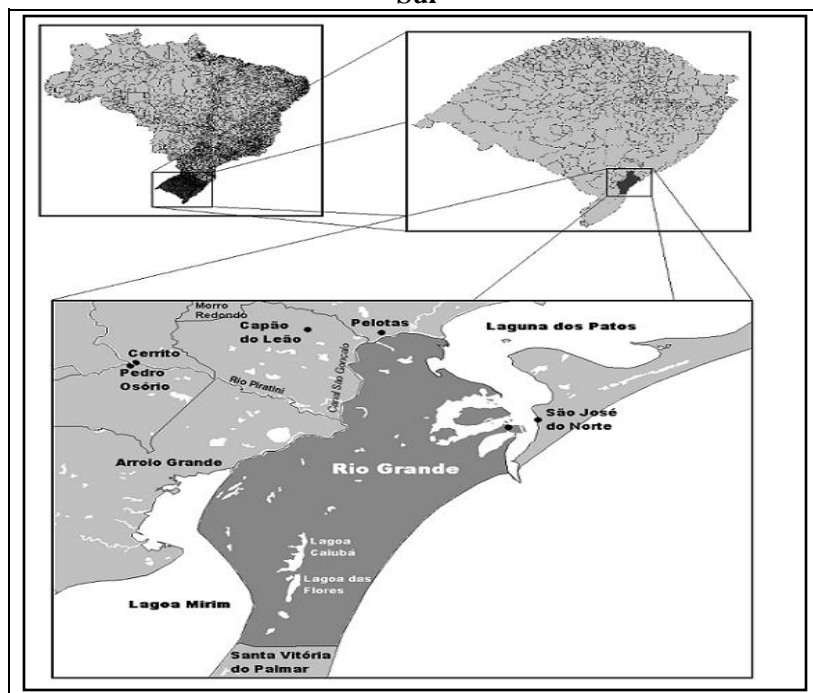 Sul
Morro
Redondo
Capão
do Leão
Pelotas
Laguna dos Patos
Cerrito
Pedro
Osório
Rio Piratini
Canal São Gonçalo
São José
do Norte
Arroio Grande
Rio Grande
Lagoa
Caiubá
Lagoa das
Flores
Lagoa Mirim
Santa Vitória
do Palmar